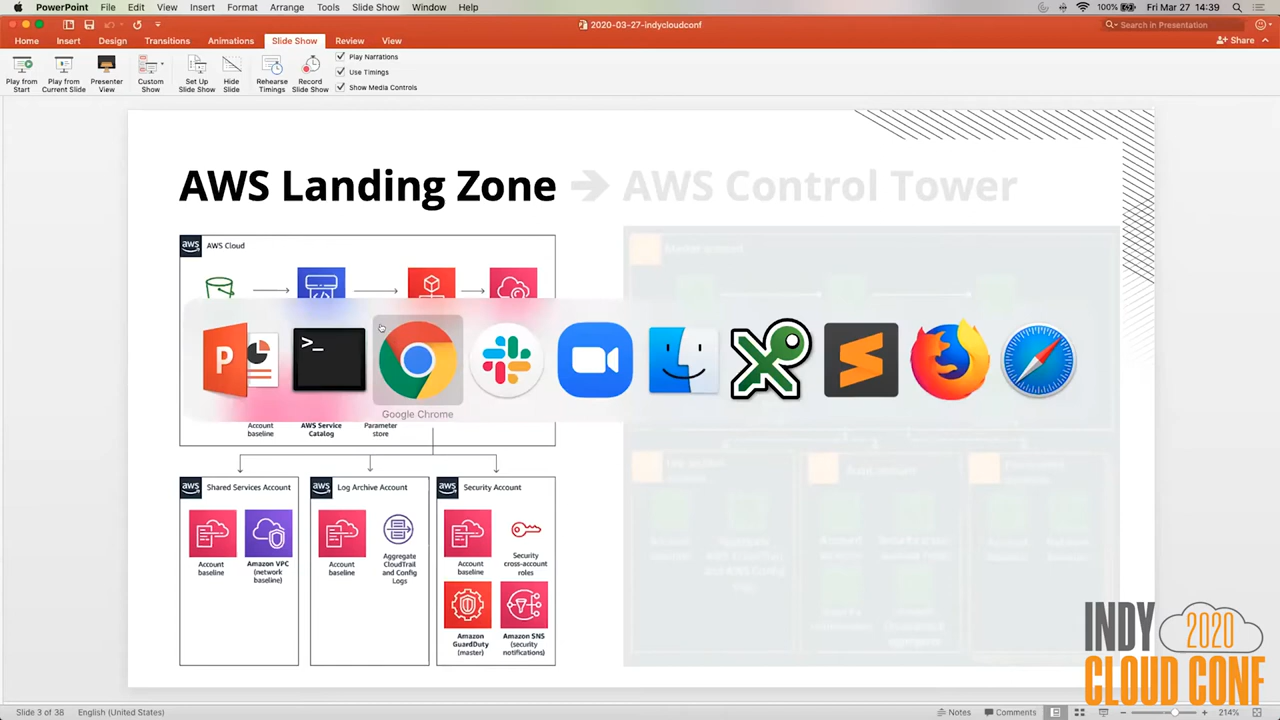 PowerPoint File Edit View Insert Format Arrange Tools Slide Show Window Help 100% Fri Mar 27 14:39
2020-03-27-indycloudconf
Search in Presentation
Home Insert Design Transitions Animations Slide Show Review View
Share
Play from Start
Play from Current Slide
Presenter View
Custom Show
Set Up Slide Show
Hide Slide
Rehearse Timings
Record Slide Show
Play Narrations
Use Timings
Show Media Controls
AWS Landing Zone → AWS Control Tower
aws AWS Cloud
Google Chrome
Account baseline
AWS Service Catalog
Parameter store
aws Shared Services Account
aws Log Archive Account
aws Security Account
Account baseline
Amazon VPC (network baseline)
Account baseline
Aggregate CloudTrail and Config Logs
Account baseline
Security cross-account roles
Amazon GuardDuty (master)
Amazon SNS (security notifications)
INDY 2020
CLOUD CONF
Slide 3 of 38 English (United States) Notes Comments 214%